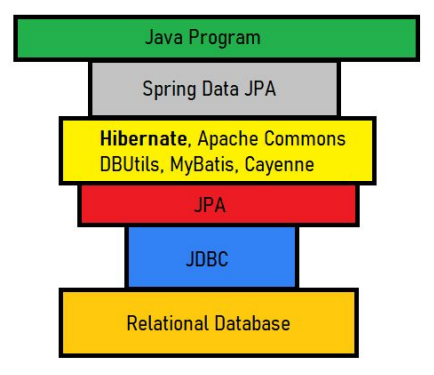 Java Program
Spring Data JPA
Hibernate, Apache Commons
DBUtils, MyBatis, Cayenne
JPA
JDBC
Relational Database